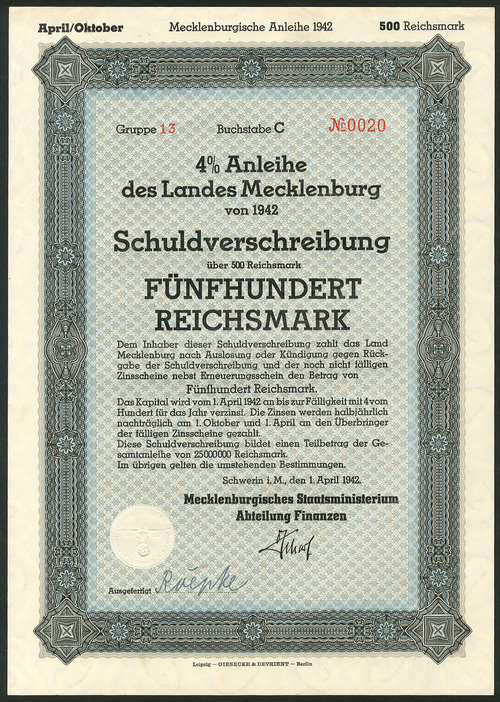 April/Oktober Mecklenburgische Anleihe 1942 500 Reichsmark
Gruppe 13 Buchstabe C № 0020
4% Anleihe
des Landes Mecklenburg
von 1942
Schuldverschreibung
über 500 Reichsmark
FÜNFHUNDERT
REICHSMARK
Dem Inhaber dieser Schuldverschreibung zahlt das Land
Mecklenburg nach Auslosung oder Kündigung gegen Rück-
gabe der Schuldverschreibung und der noch nicht fälligen
Zinsscheine nebst Erneuerungsschein den Betrag von
Fünfhundert Reichsmark.
Das Kapital wird vom 1. April 1942 an bis zur Fälligkeit mit 4 vom
Hundert für das Jahr verzinst. Die Zinsen werden halbjährlich
nachträglich am 1. Oktober und 1. April an den Überbringer
der fälligen Zinsscheine gezahlt.
Diese Schuldverschreibung bildet einen Teilbetrag der Ge-
samtanleihe von 25000000 Reichsmark.
Im übrigen gelten die umstehenden Bestimmungen.
Schwerin i. M., den 1. April 1942.
Mecklenburgisches Staatsministerium
Abteilung Finanzen
Ausgefertigt Röepke
Leipzig — GIESECKE & DEVRIENT — Berlin